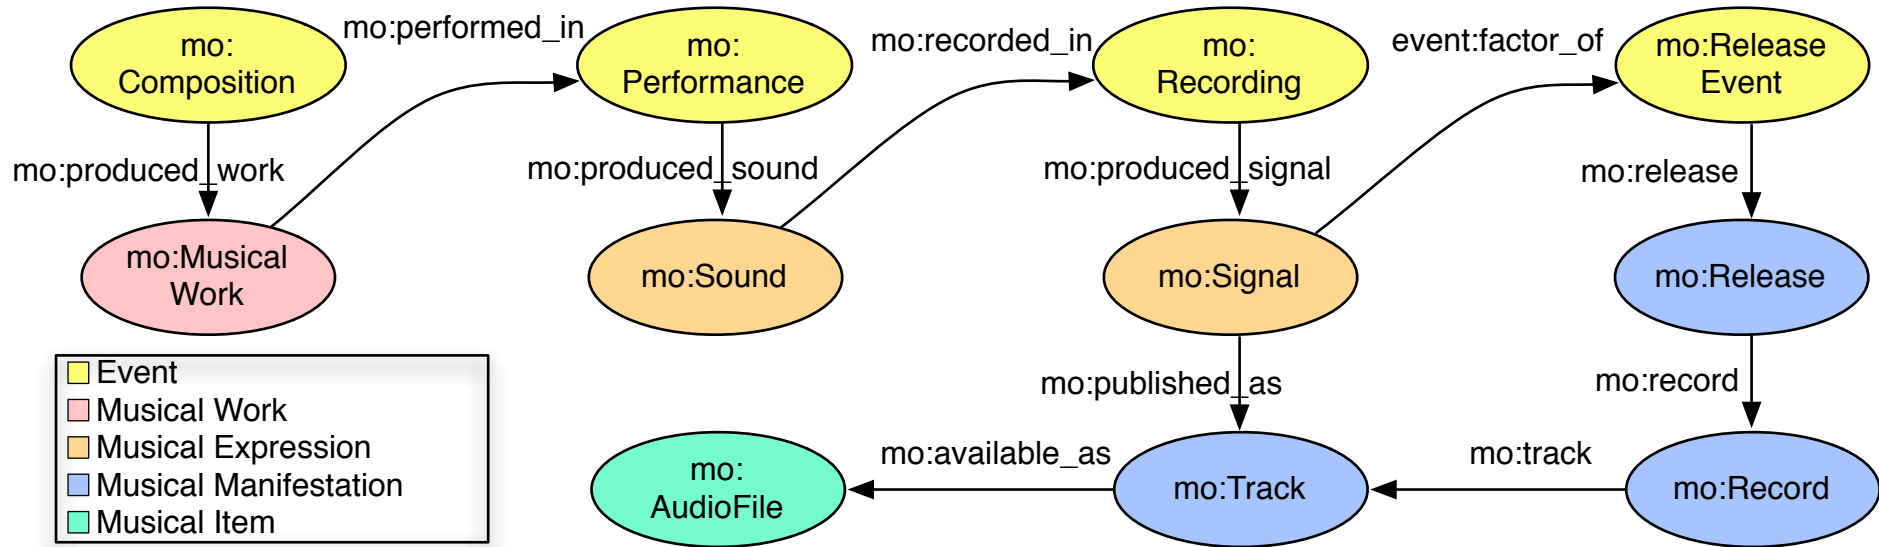 mo:
Composition
mo:performed_in
mo:
Performance
mo:recorded_in
mo:
Recording
event:factor_of
mo:Release
Event
mo:produced_work
mo:produced_sound
mo:produced_signal
mo:release
mo:Musical
Work
mo:Sound
mo:Signal
mo:Release
mo:published_as
mo:record
Event
Musical Work
Musical Expression
Musical Manifestation
Musical Item
mo:
AudioFile
mo:available_as
mo:Track
mo:track
mo:Record